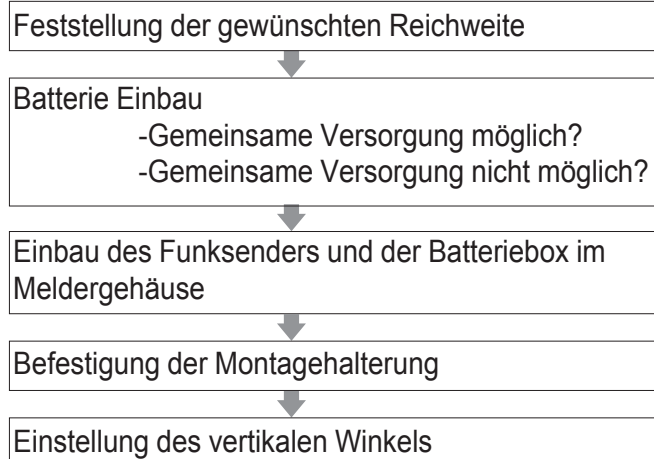 Feststellung der gewünschten Reichweite
Batterie Einbau
-Gemeinsame Versorgung möglich?
-Gemeinsame Versorgung nicht möglich?
Einbau des Funksenders und der Batteriebox im
Meldergehäuse
Befestigung der Montagehalterung
Einstellung des vertikalen Winkels